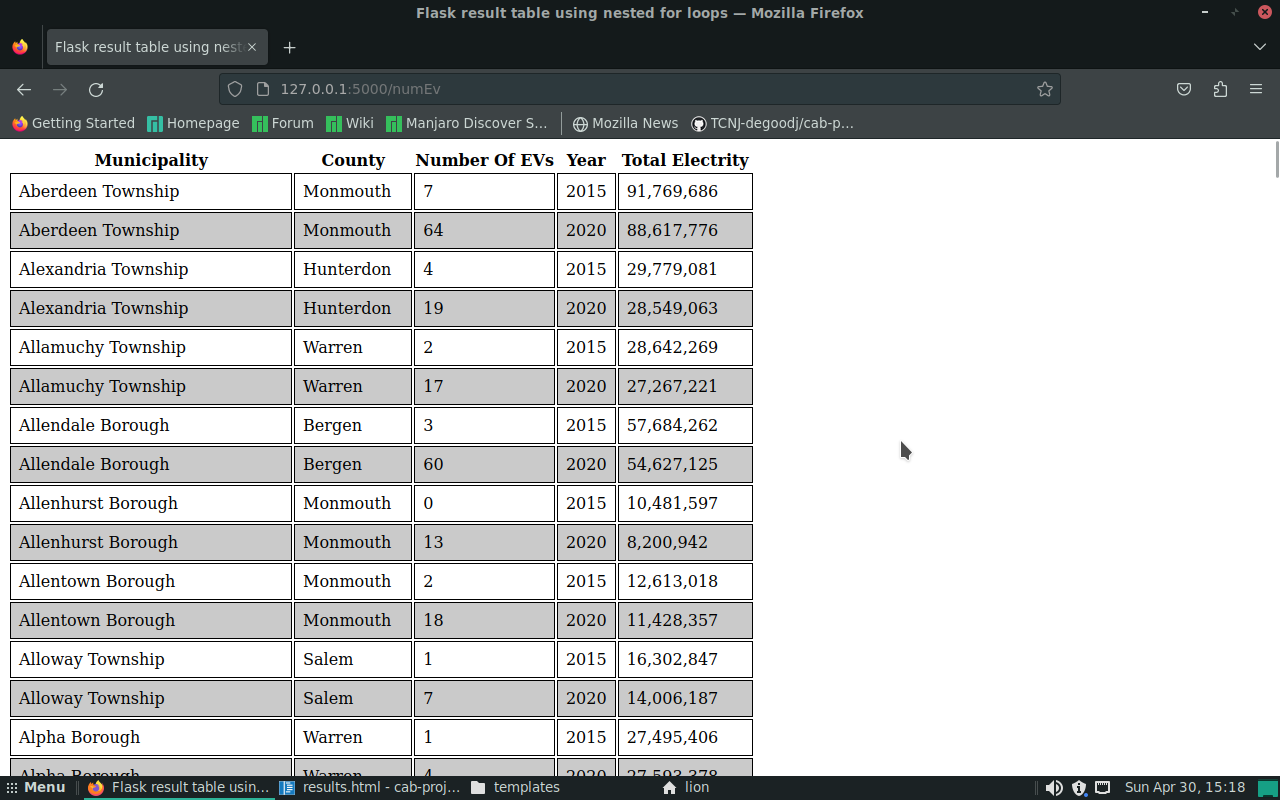 Flask result table using nested for loops — Mozilla Firefox
Flask result table using nest
127.0.0.1:5000/numEv
Getting Started Homepage Forum Wiki Manjaro Discover S... Mozilla News TCNJ-degoodj/cab-p...
Municipality County Number Of EVs Year Total Electrity
Aberdeen Township Monmouth 7 2015 91,769,686
Aberdeen Township Monmouth 64 2020 88,617,776
Alexandria Township Hunterdon 4 2015 29,779,081
Alexandria Township Hunterdon 19 2020 28,549,063
Allamuchy Township Warren 2 2015 28,642,269
Allamuchy Township Warren 17 2020 27,267,221
Allendale Borough Bergen 3 2015 57,684,262
Allendale Borough Bergen 60 2020 54,627,125
Allenhurst Borough Monmouth 0 2015 10,481,597
Allenhurst Borough Monmouth 13 2020 8,200,942
Allentown Borough Monmouth 2 2015 12,613,018
Allentown Borough Monmouth 18 2020 11,428,357
Alloway Township Salem 1 2015 16,302,847
Alloway Township Salem 7 2020 14,006,187
Alpha Borough Warren 1 2015 27,495,406
Alpha Borough Warren 4 2020 27,593,378
Menu Flask result table usin... results.html - cab-proj... templates lion Sun Apr 30, 15:18